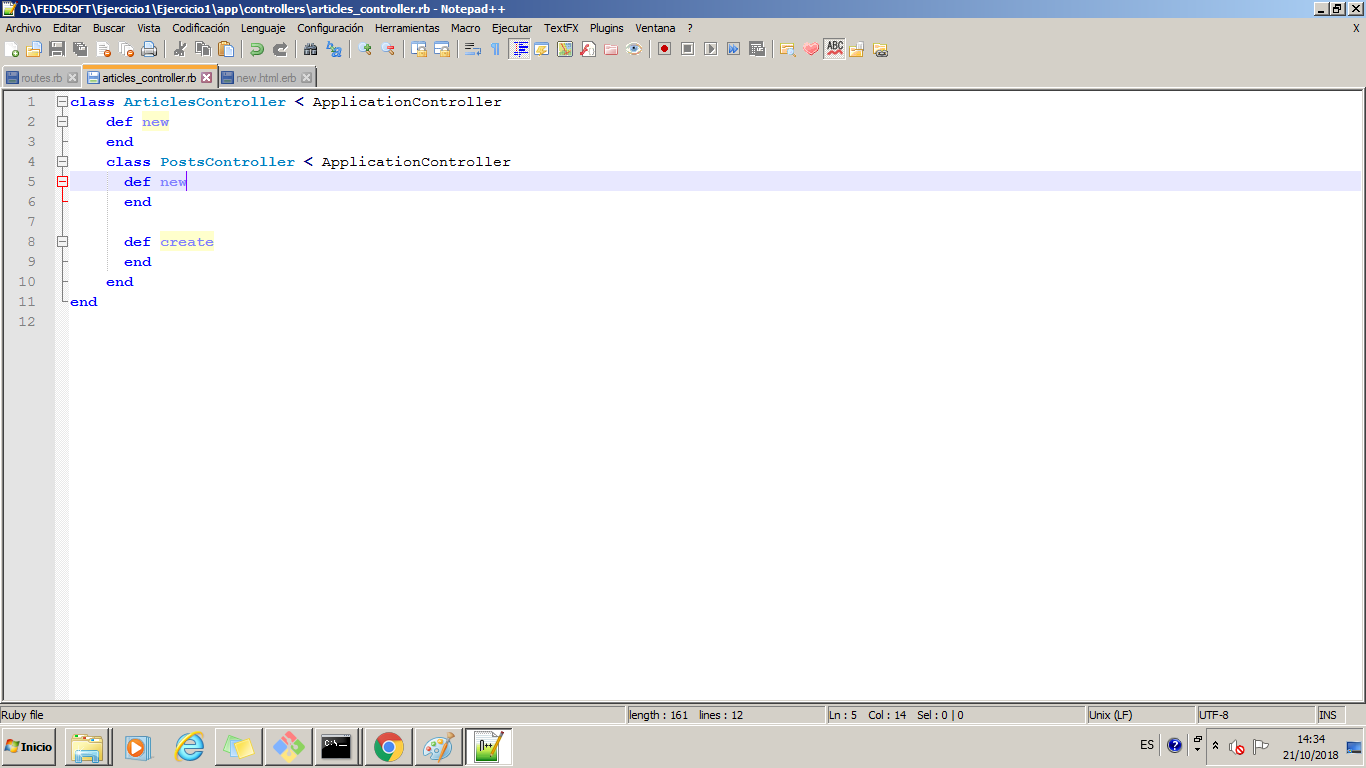 D:\FEDESOFT\Ejercicio1\Ejercicio1\app\controllers\articles_controller.rb - Notepad++
Archivo Editar Buscar Vista Codificación Lenguaje Configuración Herramientas Macro Ejecutar TextFX Plugins Ventana ? X
routes.rb articles_controller.rb new.html.erb
1 class ArticlesController < ApplicationController
2 def new
3 end
4 class PostsController < ApplicationController
5 def new
6 end
7
8 def create
9 end
10 end
11 end
12
Ruby file length : 161 lines : 12 Ln : 5 Col : 14 Sel : 0 | 0 Unix (LF) UTF-8 INS
Inicio ES 14:34
21/10/2018